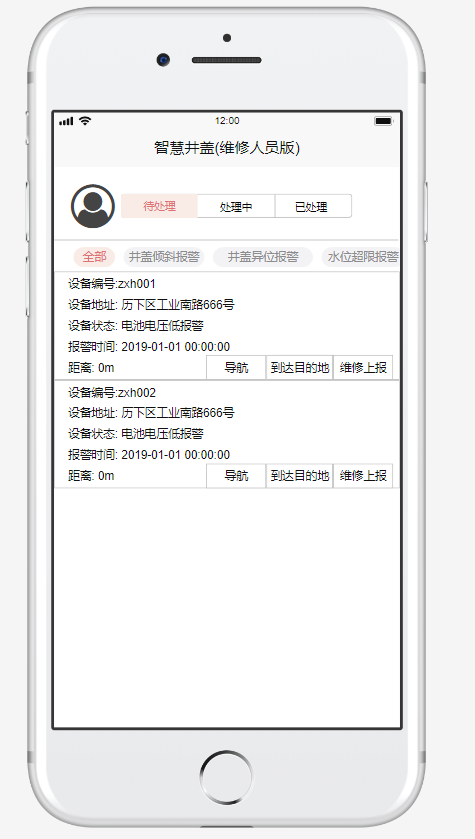 12:00
智慧井盖(维修人员版)
待处理 处理中 已处理
全部 井盖倾斜报警 井盖异位报警 水位超限报警
设备编号:zxh001
设备地址: 历下区工业南路666号
设备状态: 电池电压低报警
报警时间: 2019-01-01 00:00:00
距离: 0m 导航 到达目的地 维修上报
设备编号:zxh002
设备地址: 历下区工业南路666号
设备状态: 电池电压低报警
报警时间: 2019-01-01 00:00:00
距离: 0m 导航 到达目的地 维修上报